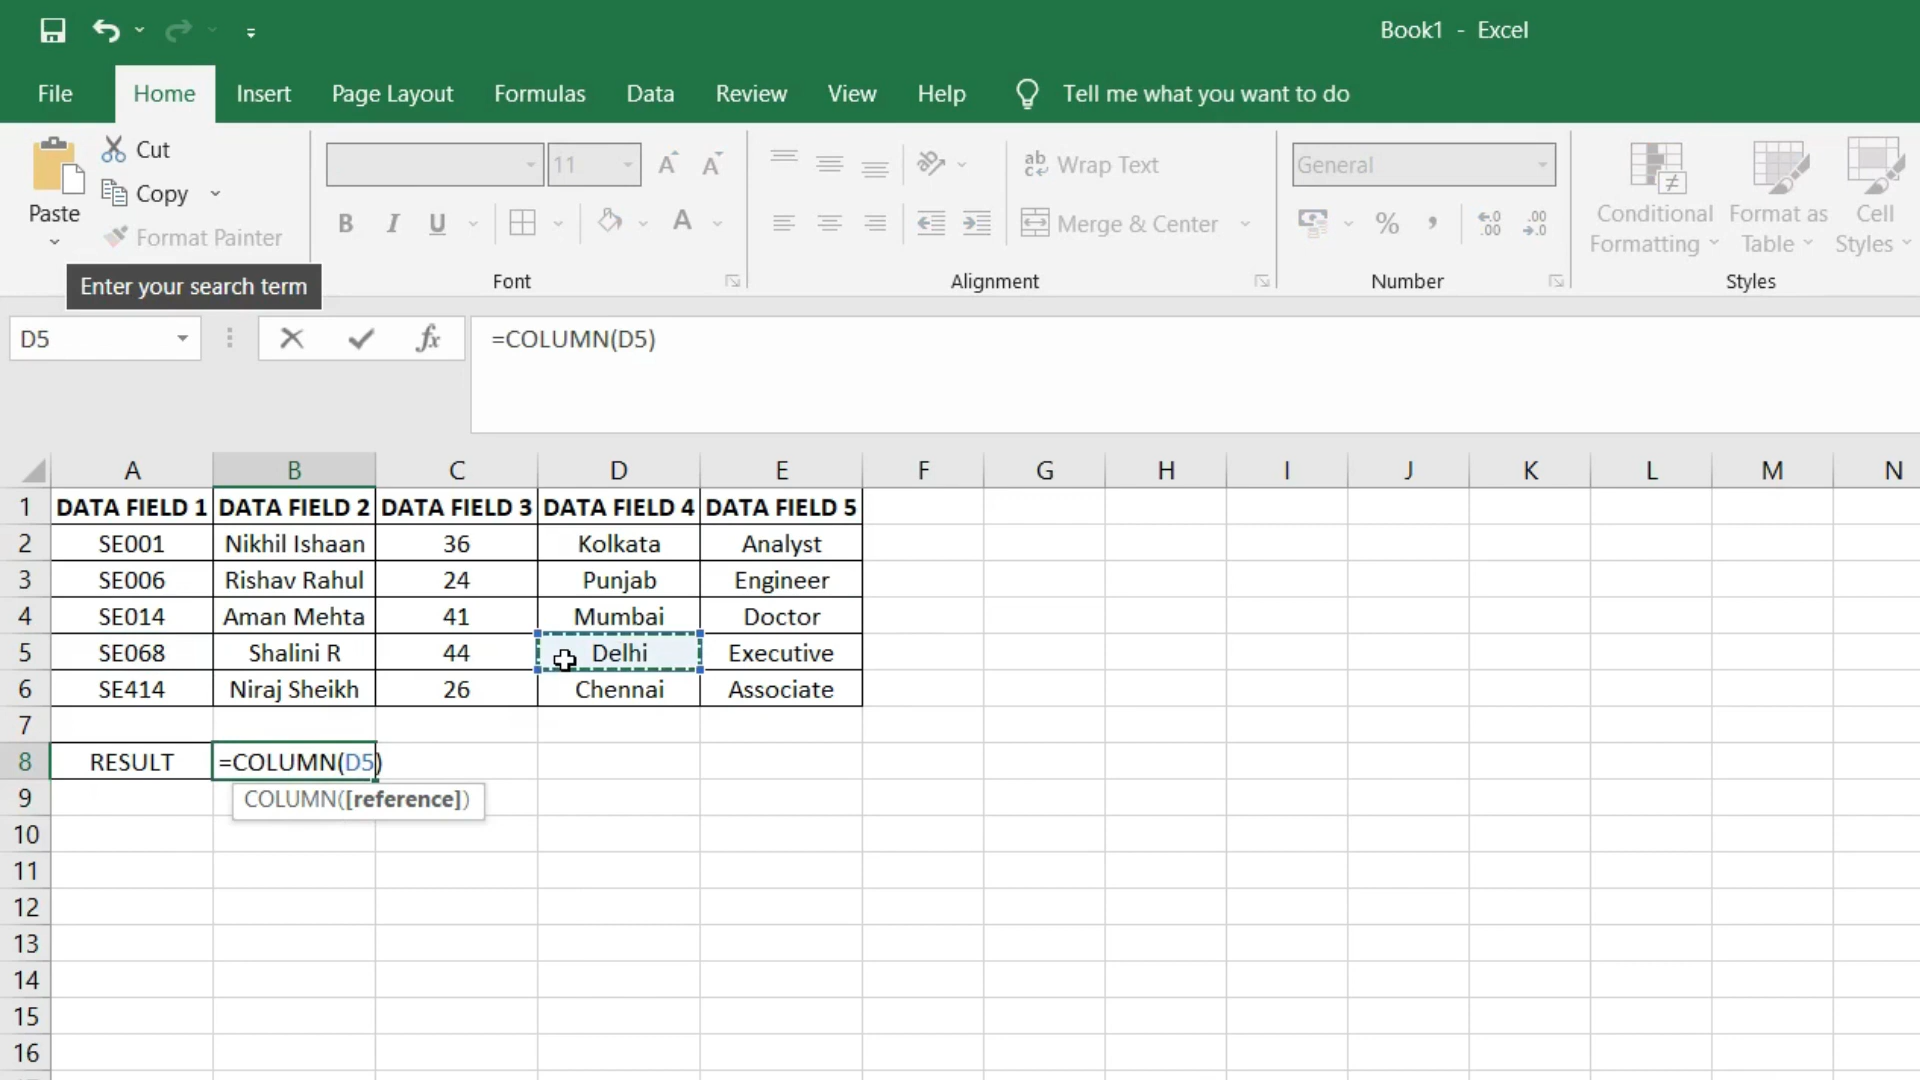 Book1 - Excel
File Home Insert Page Layout Formulas Data Review View Help Tell me what you want to do
Paste
Cut
Copy
Format Painter
11
B I U
Font
Wrap Text
Merge & Center
Alignment
General
Number
Conditional Formatting
Format as Table
Cell Styles
Styles
Enter your search term
D5 fx =COLUMN(D5)
A B C D E F G H I J K L M N
1 DATA FIELD 1 DATA FIELD 2 DATA FIELD 3 DATA FIELD 4 DATA FIELD 5
2 SE001 Nikhil Ishaan 36 Kolkata Analyst
3 SE006 Rishav Rahul 24 Punjab Engineer
4 SE014 Aman Mehta 41 Mumbai Doctor
5 SE068 Shalini R 44 Delhi Executive
6 SE414 Niraj Sheikh 26 Chennai Associate
7
8 RESULT =COLUMN(D5)
9 COLUMN([reference])
10
11
12
13
14
15
16